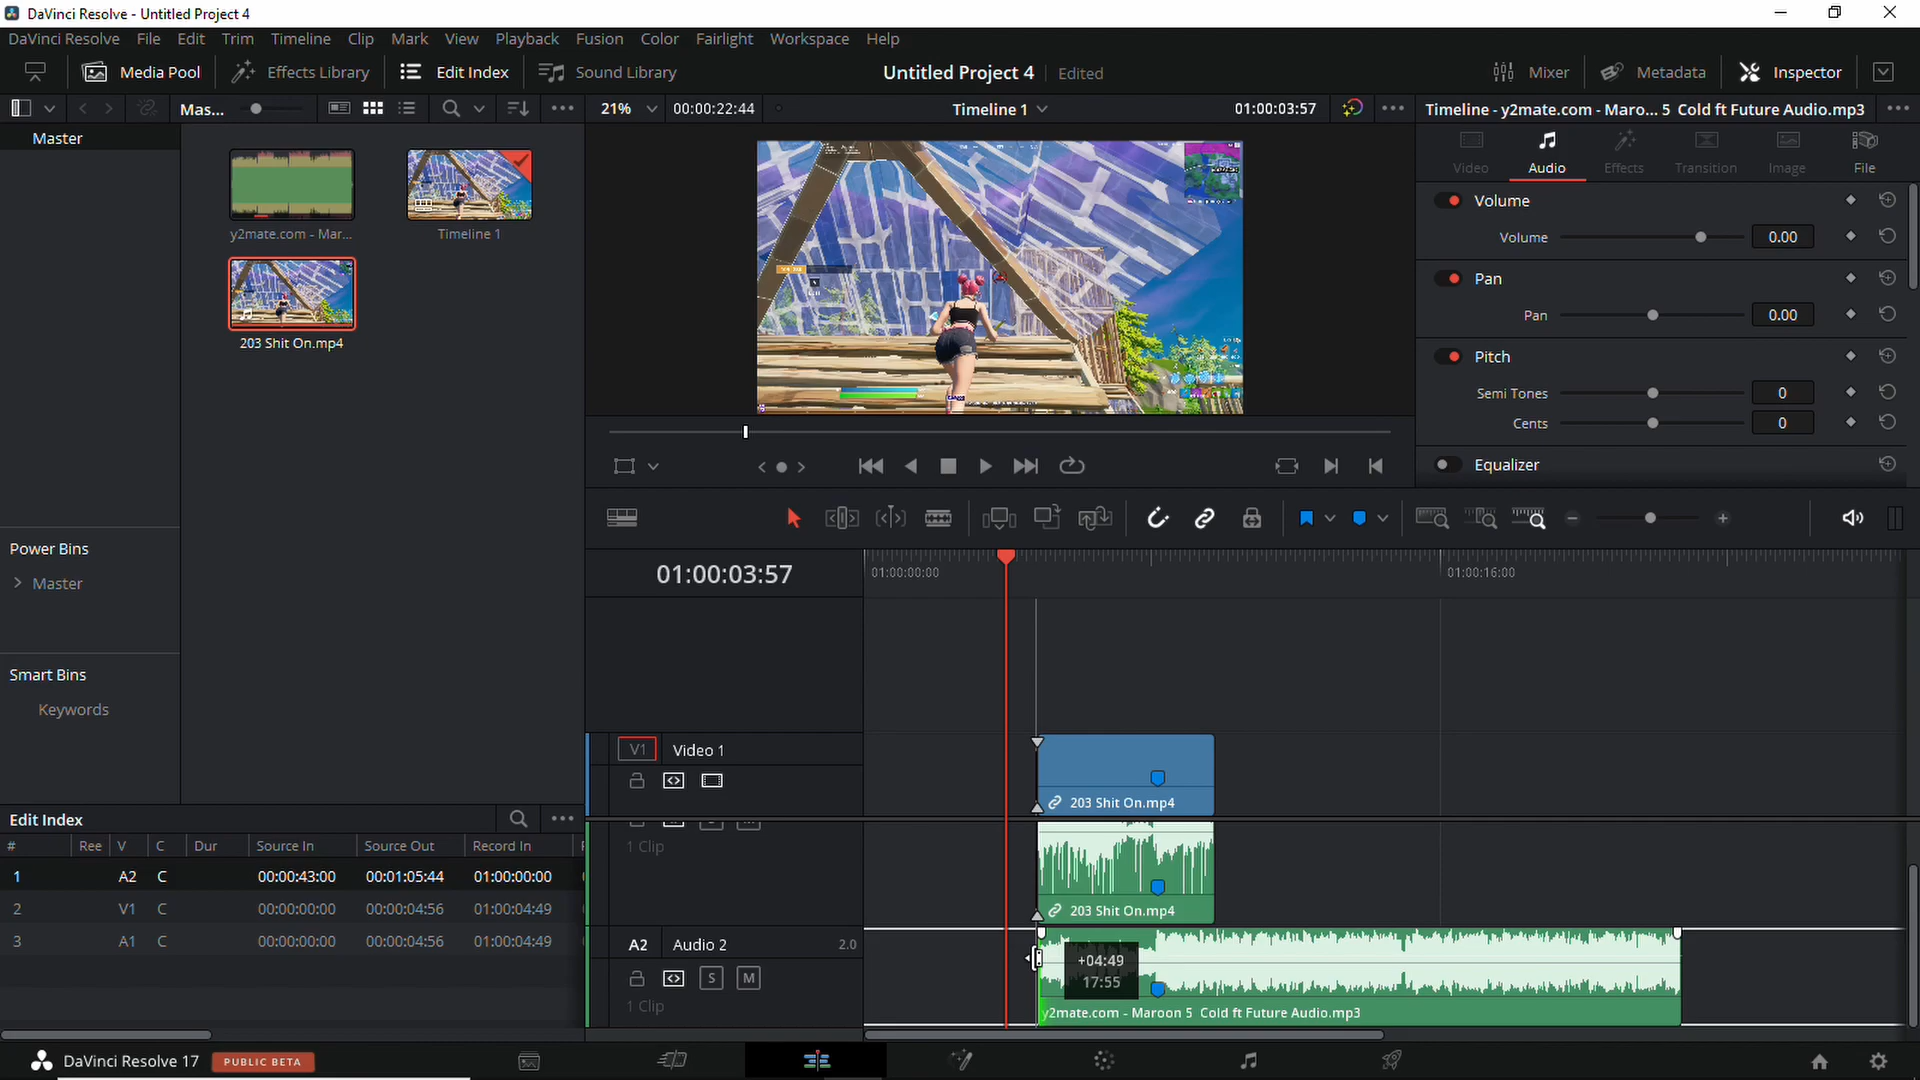 DaVinci Resolve - Untitled Project 4
DaVinci Resolve File Edit Trim Timeline Clip Mark View Playback Fusion Color Fairlight Workspace Help
Media Pool Effects Library Edit Index Sound Library Untitled Project 4 Edited Mixer Metadata Inspector
Mas... 21% 00:00:22:44 Timeline 1 01:00:03:57 Timeline - y2mate.com - Maro... 5 Cold ft Future Audio.mp3
Master
Video Audio Effects Transition Image File
y2mate.com - Mar... Timeline 1
203 Shit On.mp4
Volume
Volume 0.00
Pan
Pan 0.00
Pitch
Semi Tones 0
Cents 0
Equalizer
Power Bins
Master
Smart Bins
Keywords
01:00:03:57
01:00:00:00 01:00:16:00
V1 Video 1
203 Shit On.mp4
1 Clip
203 Shit On.mp4
A2 Audio 2 2.0
S M
1 Clip
+04:49
17:55
y2mate.com - Maroon 5 Cold ft Future Audio.mp3
Edit Index
# Ree V C Dur Source In Source Out Record In
1 A2 C 00:00:43:00 00:01:05:44 01:00:00:00
2 V1 C 00:00:00:00 00:00:04:56 01:00:04:49
3 A1 C 00:00:00:00 00:00:04:56 01:00:04:49
DaVinci Resolve 17 PUBLIC BETA